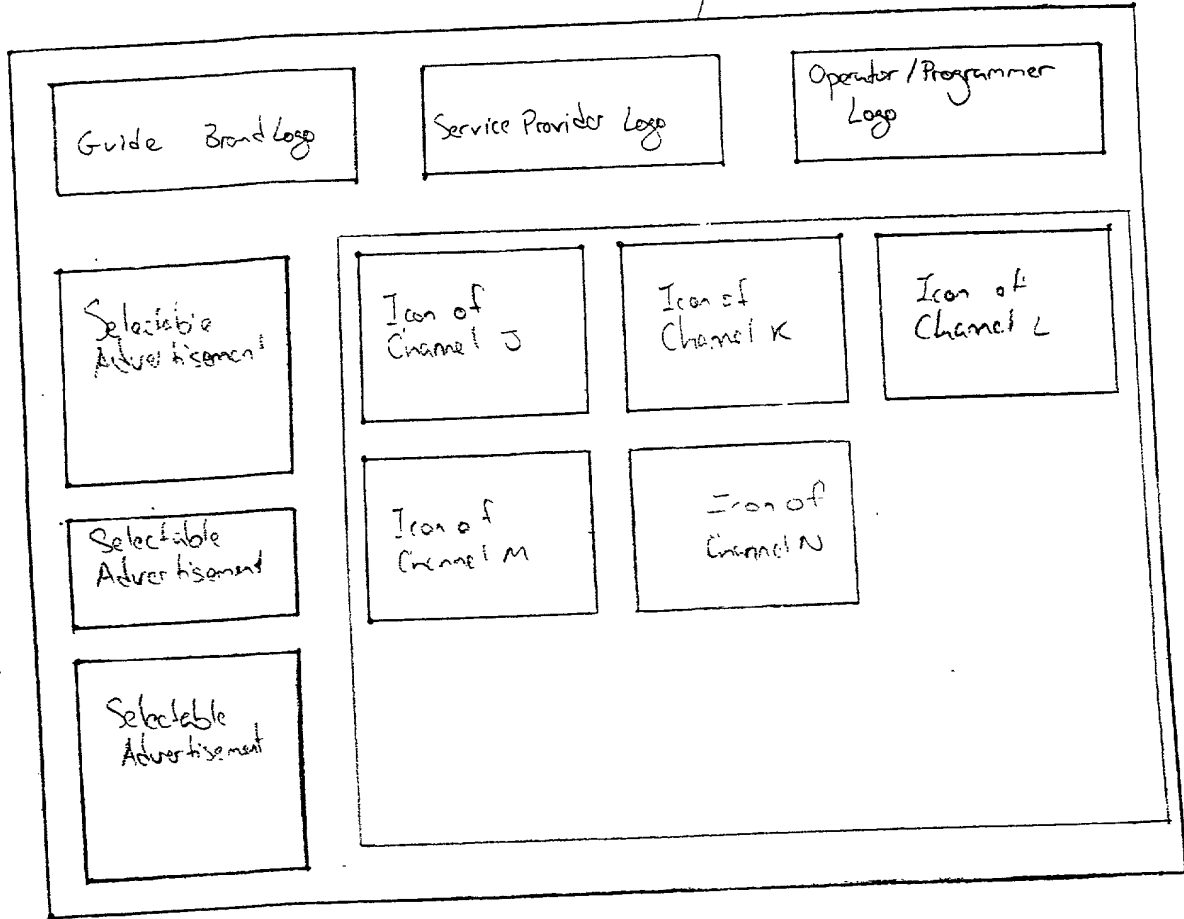 Guide Brand Logo
Service Provider Logo
Operator / Programmer
Logo
Selectable
Advertisement
Icon of
Channel J
Icon of
Channel K
Icon of
Channel L
Selectable
Advertisement
Icon of
Channel M
Icon of
Channel N
Selectable
Advertisement